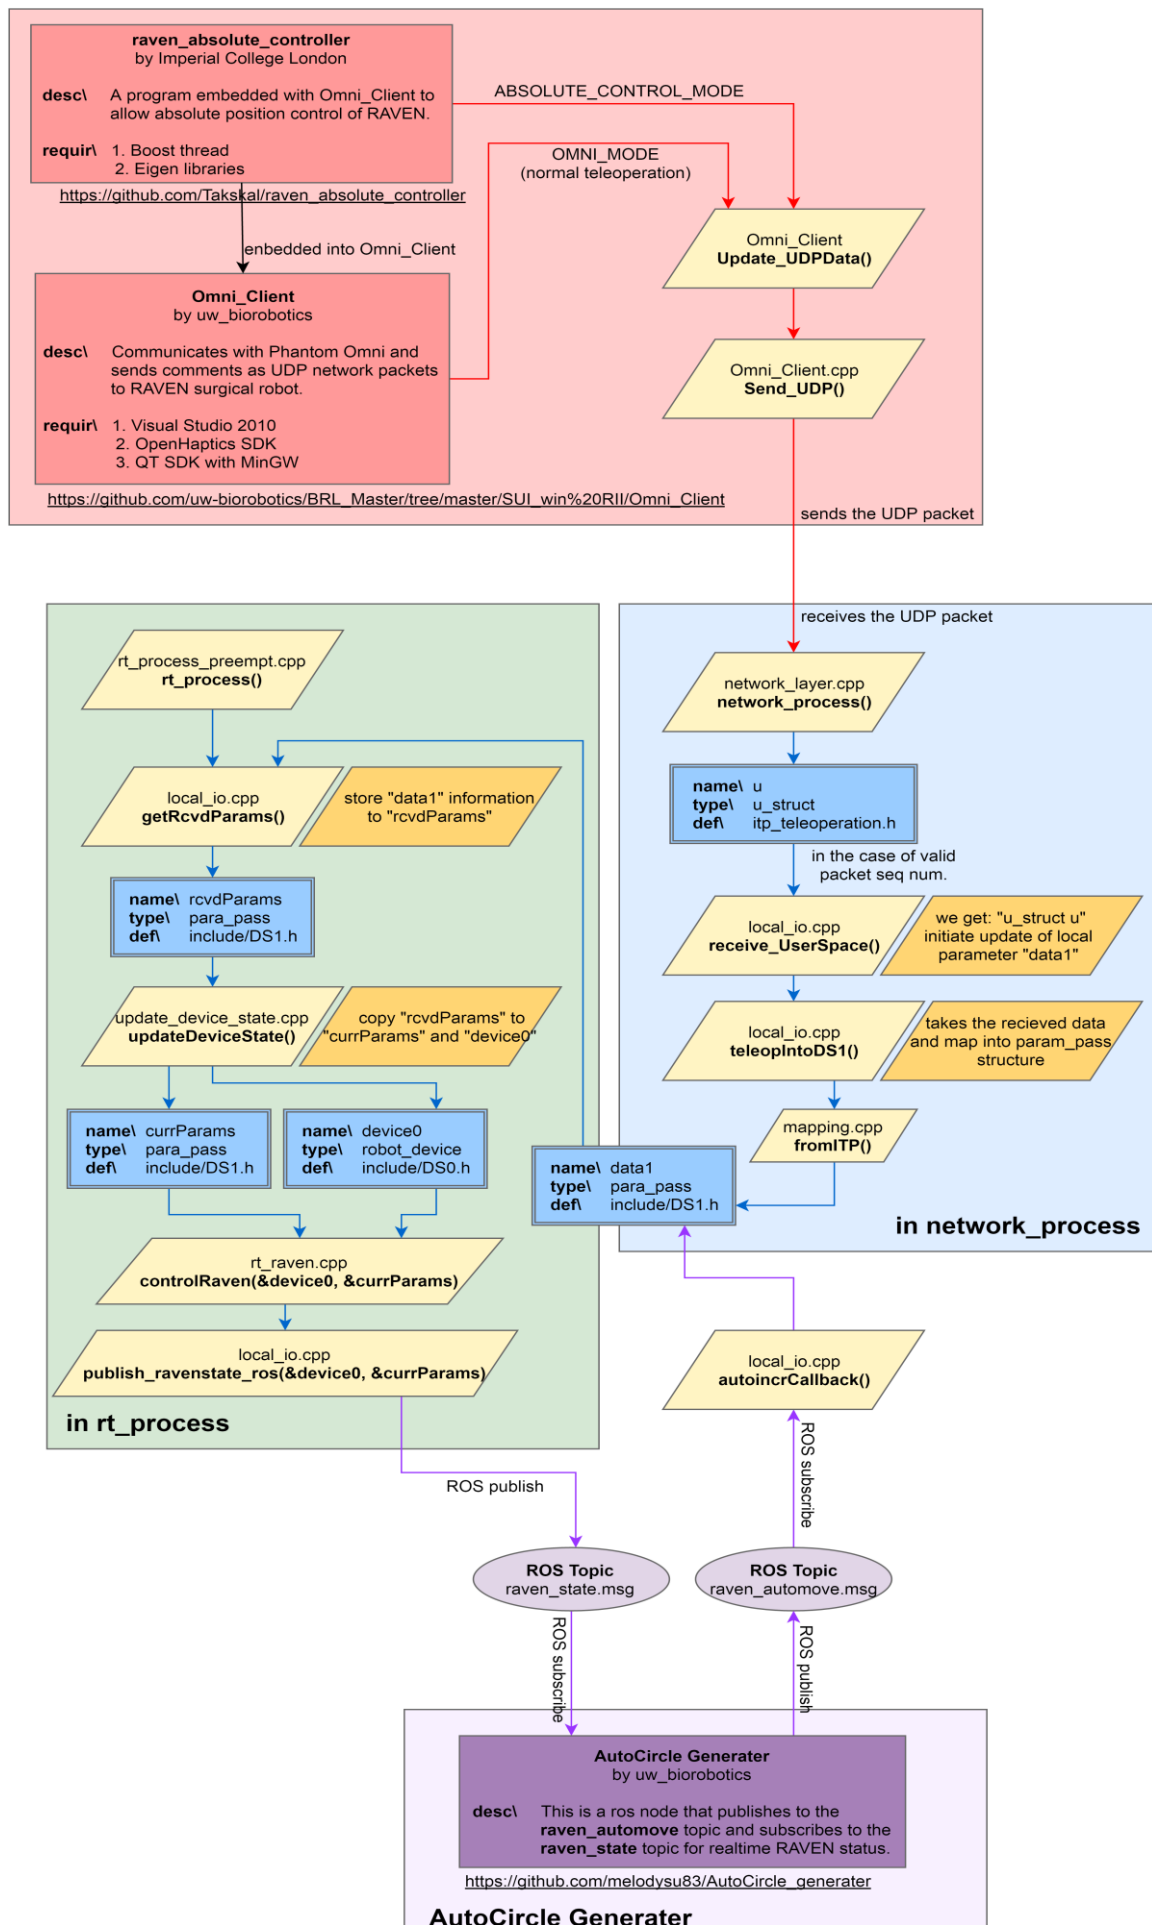 raven_absolute_controller
by Imperial College London
desc\ A program embedded with Omni_Client to
allow absolute position control of RAVEN.
requir\ 1. Boost thread
2. Eigen libraries
https://github.com/Takskal/raven_absolute_controller
enbedded into Omni_Client
Omni_Client
by uw_biorobotics
desc\ Communicates with Phantom Omni and
sends comments as UDP network packets
to RAVEN surgical robot.
requir\ 1. Visual Studio 2010
2. OpenHaptics SDK
3. QT SDK with MinGW
https://github.com/uw-biorobotics/BRL_Master/tree/master/SUI_win%20RII/Omni_Client
ABSOLUTE_CONTROL_MODE
OMNI_MODE
(normal teleoperation)
Omni_Client
Update_UDPData()
Omni_Client.cpp
Send_UDP()
sends the UDP packet
receives the UDP packet
network_layer.cpp
network_process()
name\ u
type\ u_struct
def\ itp_teleoperation.h
in the case of valid
packet seq num.
local_io.cpp
receive_UserSpace()
we get: "u_struct u"
initiate update of local
parameter "data1"
local_io.cpp
teleopIntoDS1()
takes the recieved data
and map into param_pass
structure
mapping.cpp
fromITP()
name\ data1
type\ para_pass
def\ include/DS1.h
in network_process
rt_process_preempt.cpp
rt_process()
local_io.cpp
getRcvdParams()
store "data1" information
to "rcvdParams"
name\ rcvdParams
type\ para_pass
def\ include/DS1.h
update_device_state.cpp
updateDeviceState()
copy "rcvdParams" to
"currParams" and "device0"
name\ currParams
type\ para_pass
def\ include/DS1.h
name\ device0
type\ robot_device
def\ include/DS0.h
rt_raven.cpp
controlRaven(&device0, &currParams)
local_io.cpp
publish_ravenstate_ros(&device0, &currParams)
in rt_process
local_io.cpp
autoincrCallback()
ROS publish
ROS subscribe
ROS Topic
raven_state.msg
ROS Topic
raven_automove.msg
ROS subscribe
ROS publish
AutoCircle Generater
by uw_biorobotics
desc\ This is a ros node that publishes to the
raven_automove topic and subscribes to the
raven_state topic for realtime RAVEN status.
https://github.com/melodysu83/AutoCircle_generater
AutoCircle Generater